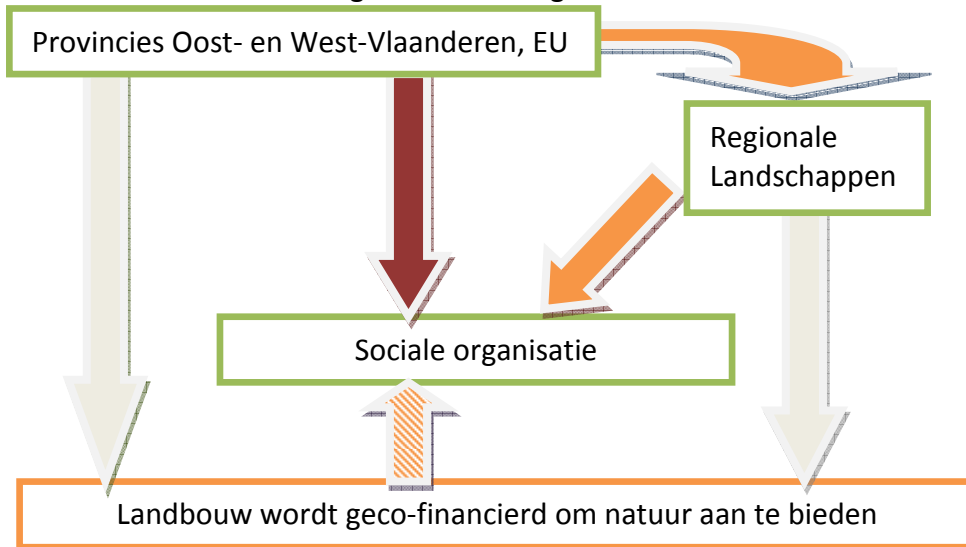 Provincies Oost- en West-Vlaanderen, EU
Regionale
Landschappen
Sociale organisatie
Landbouw wordt geco-financierd om natuur aan te bieden